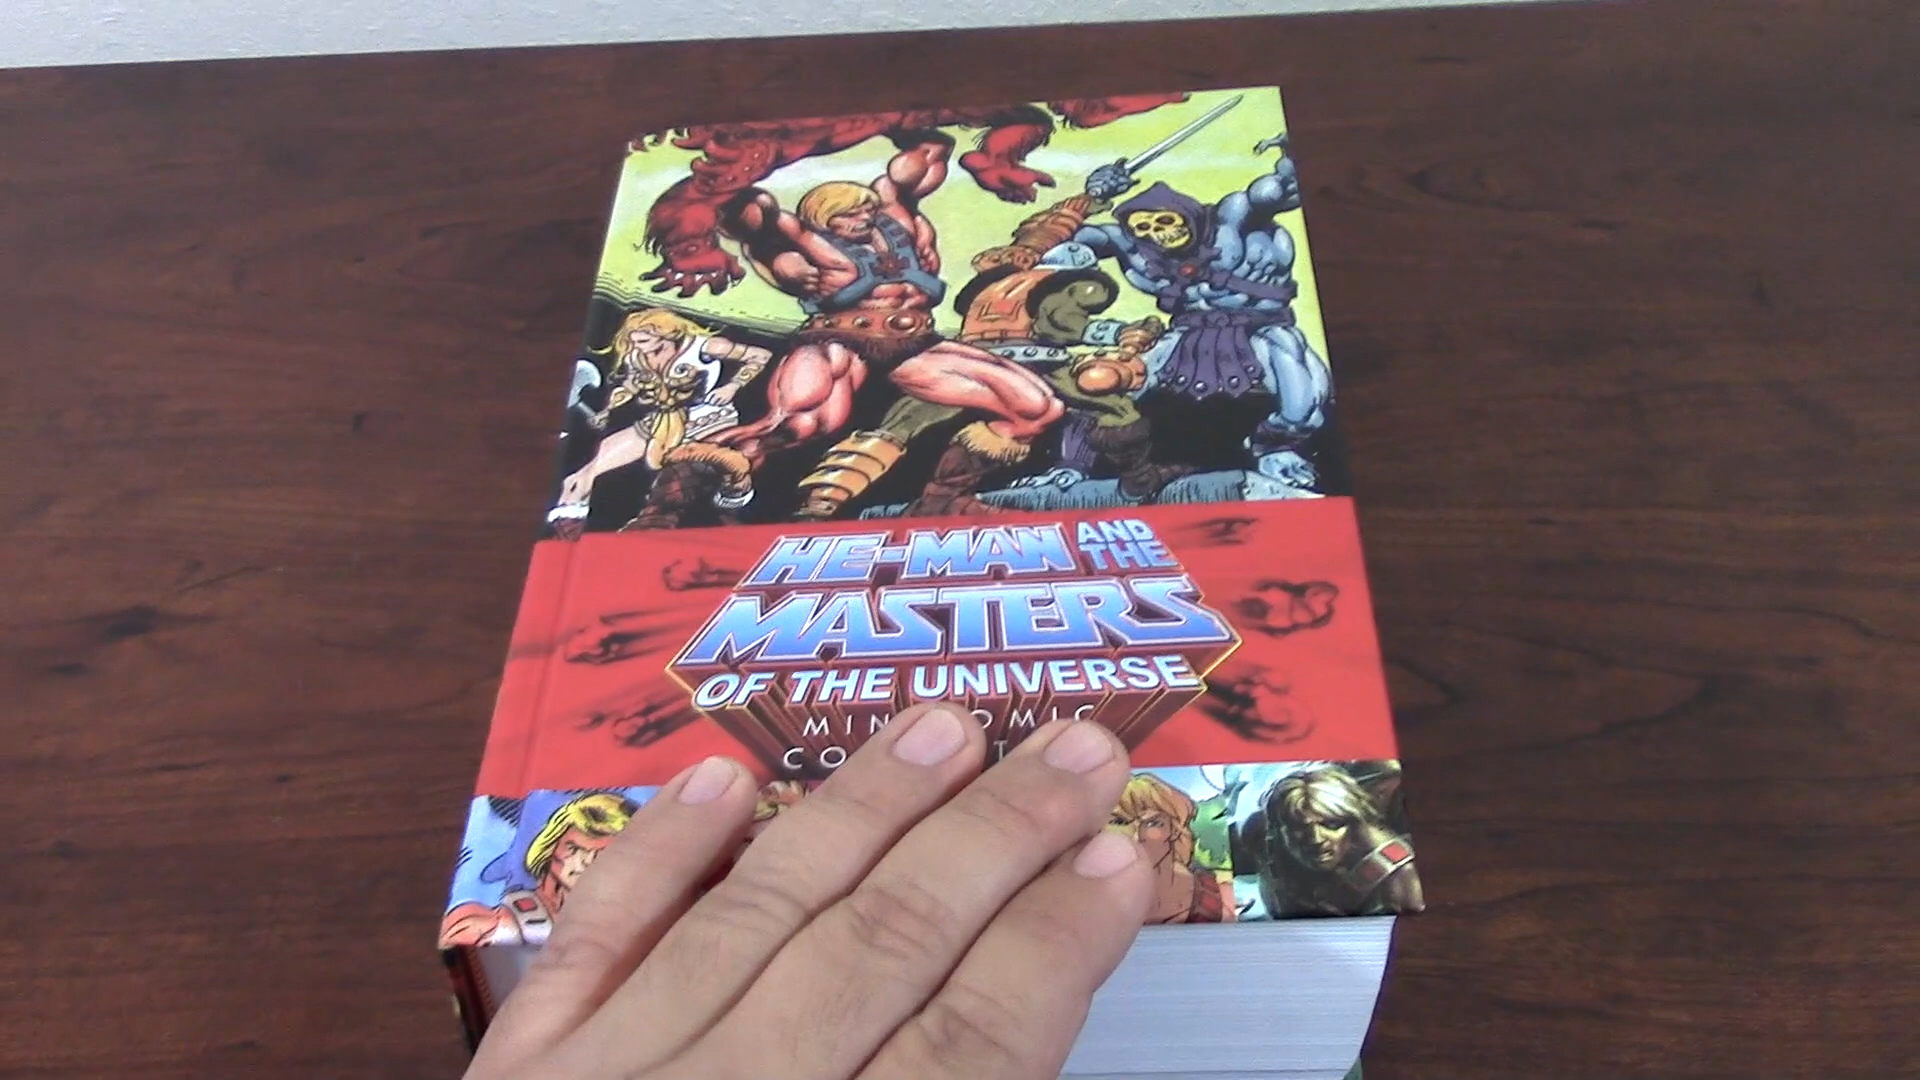 HE-MAN AND THE
MASTERS
OF THE UNIVERSE